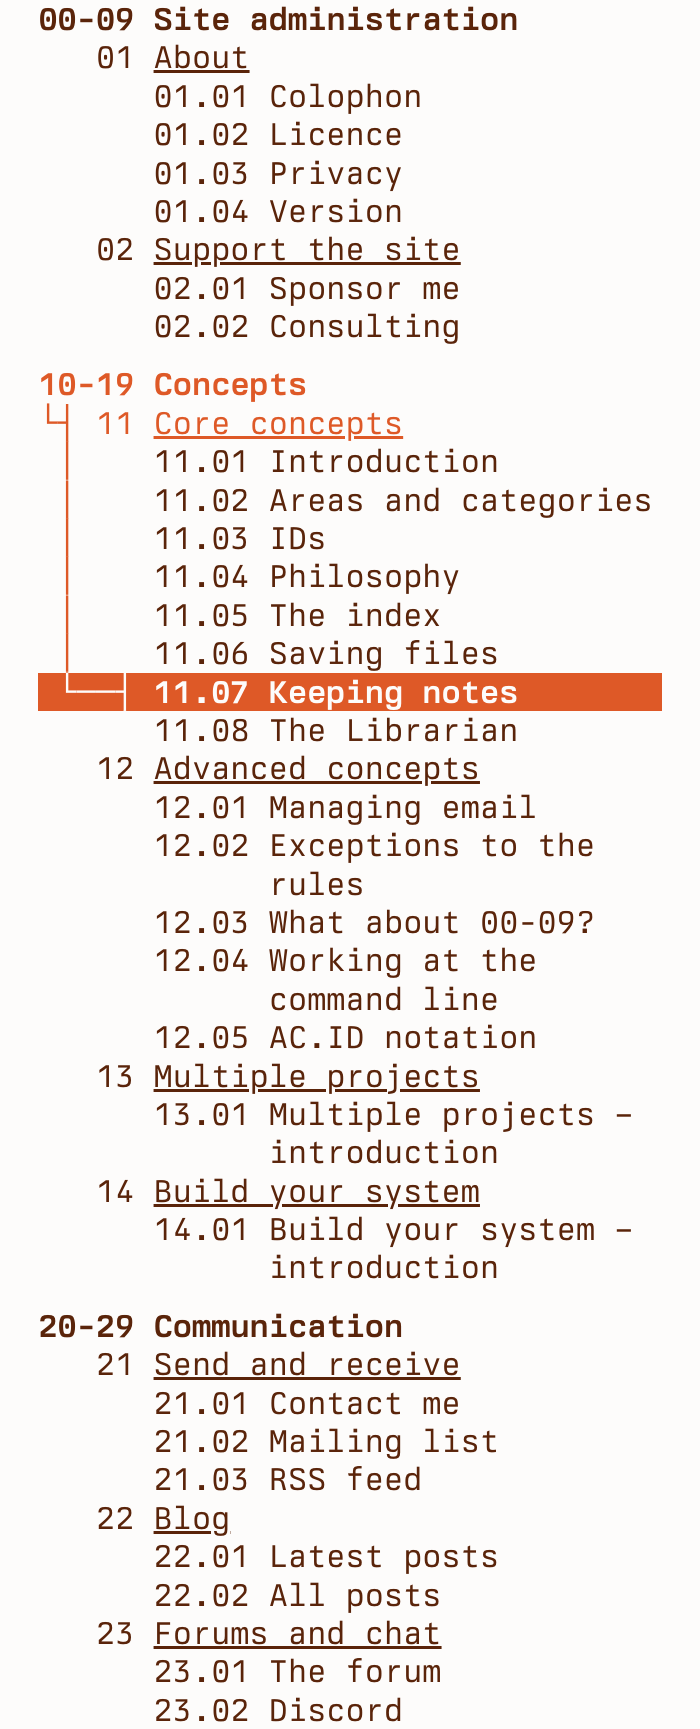 00-09 Site administration
01 About
01.01 Colophon
01.02 Licence
01.03 Privacy
01.04 Version
02 Support the site
02.01 Sponsor me
02.02 Consulting
10-19 Concepts
11 Core concepts
11.01 Introduction
11.02 Areas and categories
11.03 IDs
11.04 Philosophy
11.05 The index
11.06 Saving files
11.07 Keeping notes
11.08 The Librarian
12 Advanced concepts
12.01 Managing email
12.02 Exceptions to the
rules
12.03 What about 00-09?
12.04 Working at the
command line
12.05 AC.ID notation
13 Multiple projects
13.01 Multiple projects –
introduction
14 Build your system
14.01 Build your system –
introduction
20-29 Communication
21 Send and receive
21.01 Contact me
21.02 Mailing list
21.03 RSS feed
22 Blog
22.01 Latest posts
22.02 All posts
23 Forums and chat
23.01 The forum
23.02 Discord